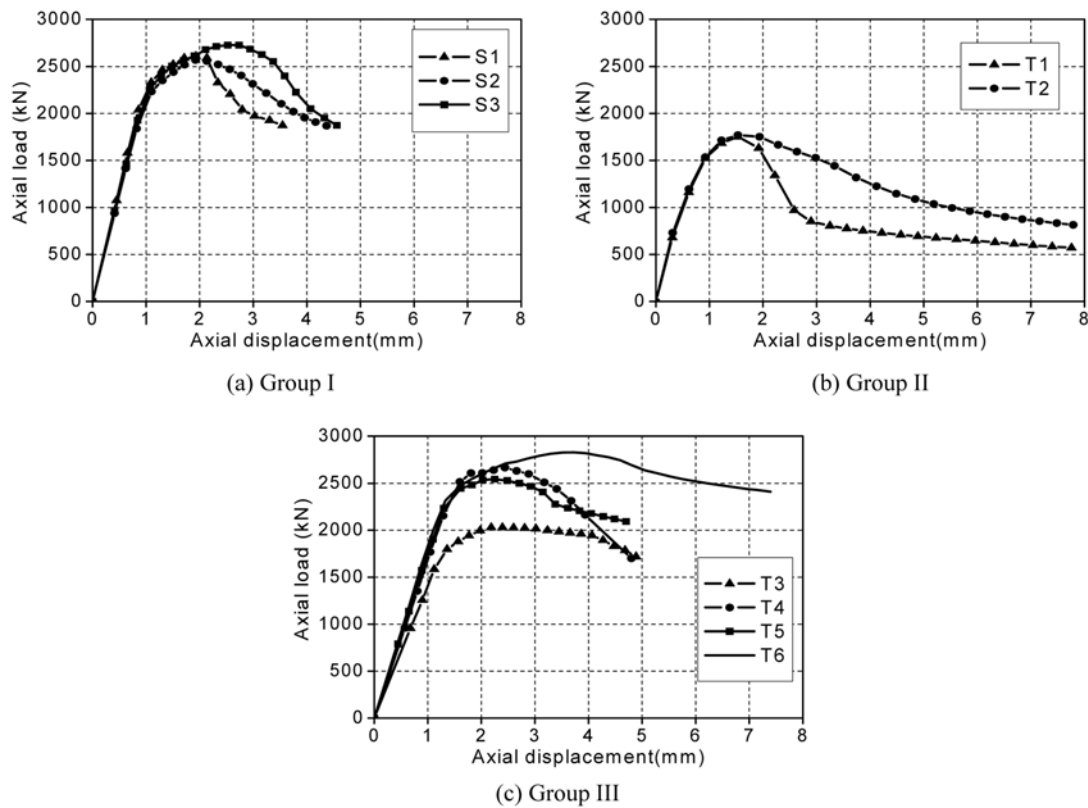 3000
2500
2000
1500
1000
500
0
Axial load (kN)
S1
S2
S3
0 1 2 3 4 5 6 7 8
Axial displacement(mm)
(a) Group I
3000
2500
2000
1500
1000
500
0
Axial load (kN)
T1
T2
0 1 2 3 4 5 6 7 8
Axial displacement(mm)
(b) Group II
3000
2500
2000
1500
1000
500
0
Axial load (kN)
T3
T4
T5
T6
0 1 2 3 4 5 6 7 8
Axial displacement(mm)
(c) Group III